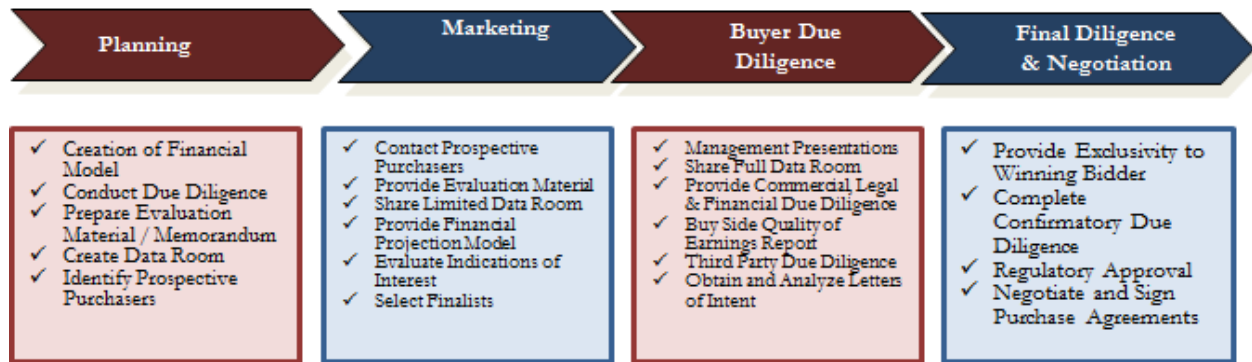 Planning
Marketing
Buyer Due
Diligence
Final Diligence
& Negotiation
✓ Creation of Financial
Model
✓ Conduct Due Diligence
✓ Prepare Evaluation
Material / Memorandum
✓ Create Data Room
✓ Identify Prospective
Purchasers
✓ Contact Prospective
Purchasers
✓ Provide Evaluation Material
✓ Share Limited Data Room
✓ Provide Financial
Projection Model
✓ Evaluate Indications of
Interest
✓ Select Finalists
✓ Management Presentations
✓ Share Full Data Room
✓ Provide Commercial, Legal
& Financial Due Diligence
✓ Buy Side Quality of
Earnings Report
✓ Third Party Due Diligence
✓ Obtain and Analyze Letters
of Intent
✓ Provide Exclusivity to
Winning Bidder
✓ Complete
Confirmatory Due
Diligence
✓ Regulatory Approval
✓ Negotiate and Sign
Purchase Agreements